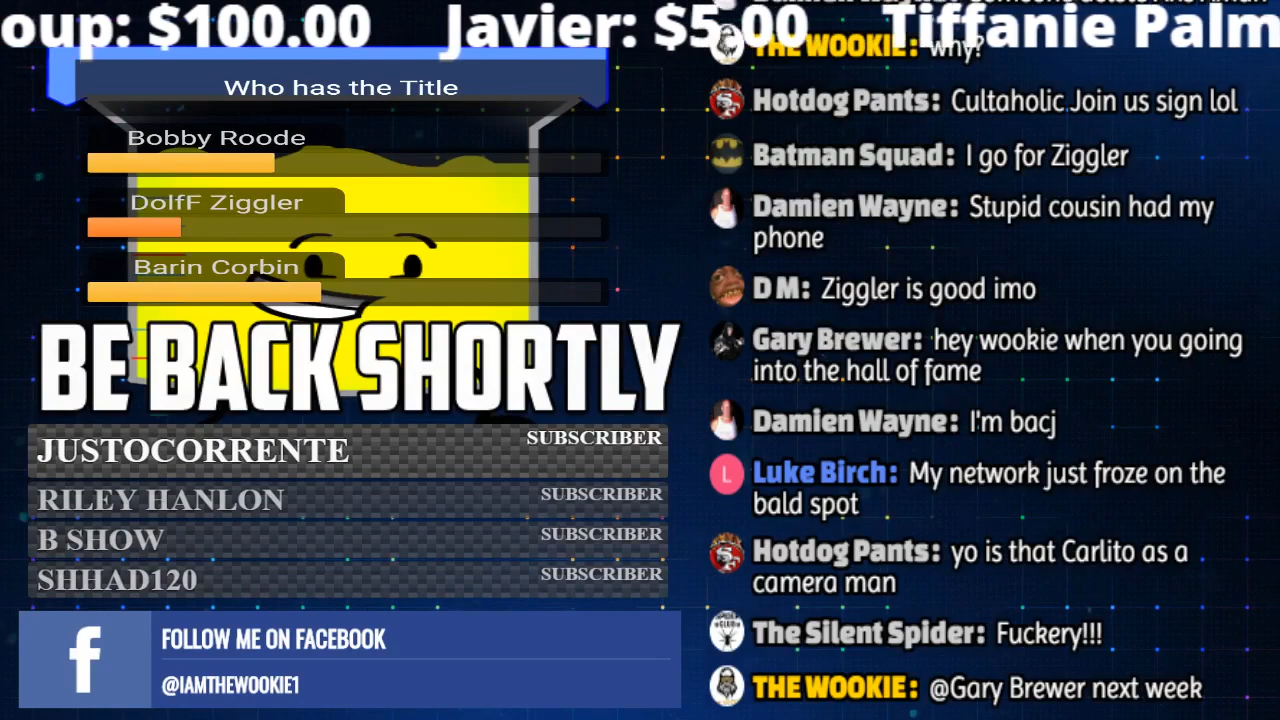 oup: $100.00 Javier: $5.00 Tiffanie Palm
Who has the Title
Bobby Roode
DolfF Ziggler
Barin Corbin
BE BACK SHORTLY
JUSTOCORRENTE SUBSCRIBER
RILEY HANLON SUBSCRIBER
B SHOW SUBSCRIBER
SHHAD120 SUBSCRIBER
FOLLOW ME ON FACEBOOK
@IAMTHEWOOKIE1
THE WOOKIE: why?
Hotdog Pants: Cultaholic Join us sign lol
Batman Squad: I go for Ziggler
Damien Wayne: Stupid cousin had my
phone
D M: Ziggler is good imo
Gary Brewer: hey wookie when you going
into the hall of fame
Damien Wayne: I'm bacj
L
Luke Birch: My network just froze on the
bald spot
Hotdog Pants: yo is that Carlito as a
camera man
The Silent Spider: Fuckery!!!
THE WOOKIE: @Gary Brewer next week